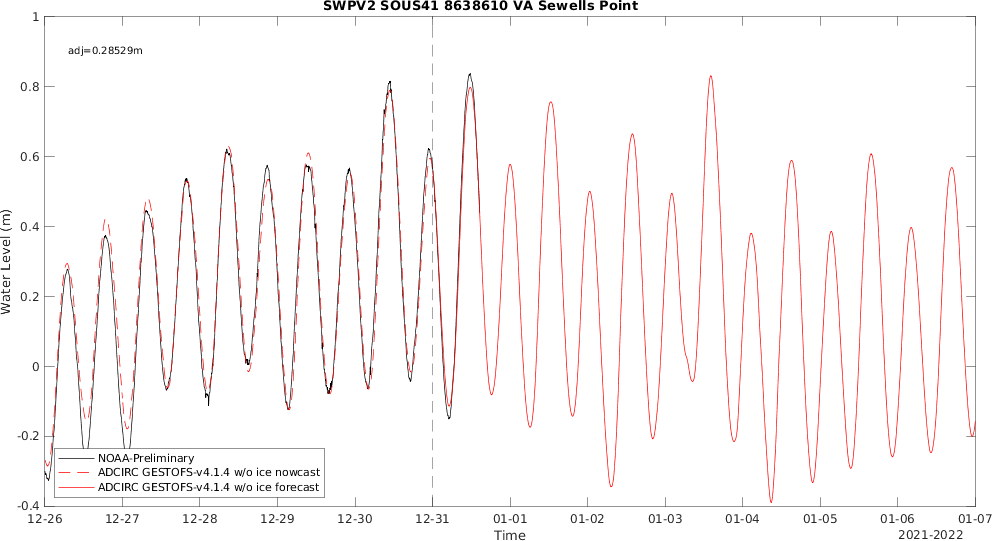 SWPV2 SOUS41 8638610 VA Sewells Point
adj=0.28529m
Water Level (m)
1
0.8
0.6
0.4
0.2
0
-0.2
-0.4
NOAA-Preliminary
ADCIRC GESTOFS-v4.1.4 w/o ice nowcast
ADCIRC GESTOFS-v4.1.4 w/o ice forecast
12-26 12-27 12-28 12-29 12-30 12-31 01-01 01-02 01-03 01-04 01-05 01-06 01-07
Time
2021-2022